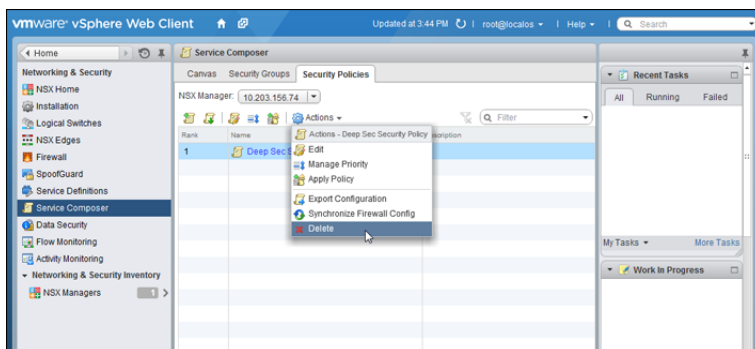 vmware® vSphere Web Client
Updated at 3:44 PM
root@localos
Help
Search
Home
Networking & Security
NSX Home
Installation
Logical Switches
NSX Edges
Firewall
SpoofGuard
Service Definitions
Service Composer
Data Security
Flow Monitoring
Activity Monitoring
Networking & Security Inventory
NSX Managers 1
Service Composer
Canvas Security Groups Security Policies
NSX Manager: 10.203.156.74
Actions
Filter
Rank Name
1 Deep Sec S
Actions - Deep Sec Security Policy
Edit
Manage Priority
Apply Policy
Export Configuration
Synchronize Firewall Config
Delete
Recent Tasks
All Running Failed
My Tasks More Tasks
Work In Progress